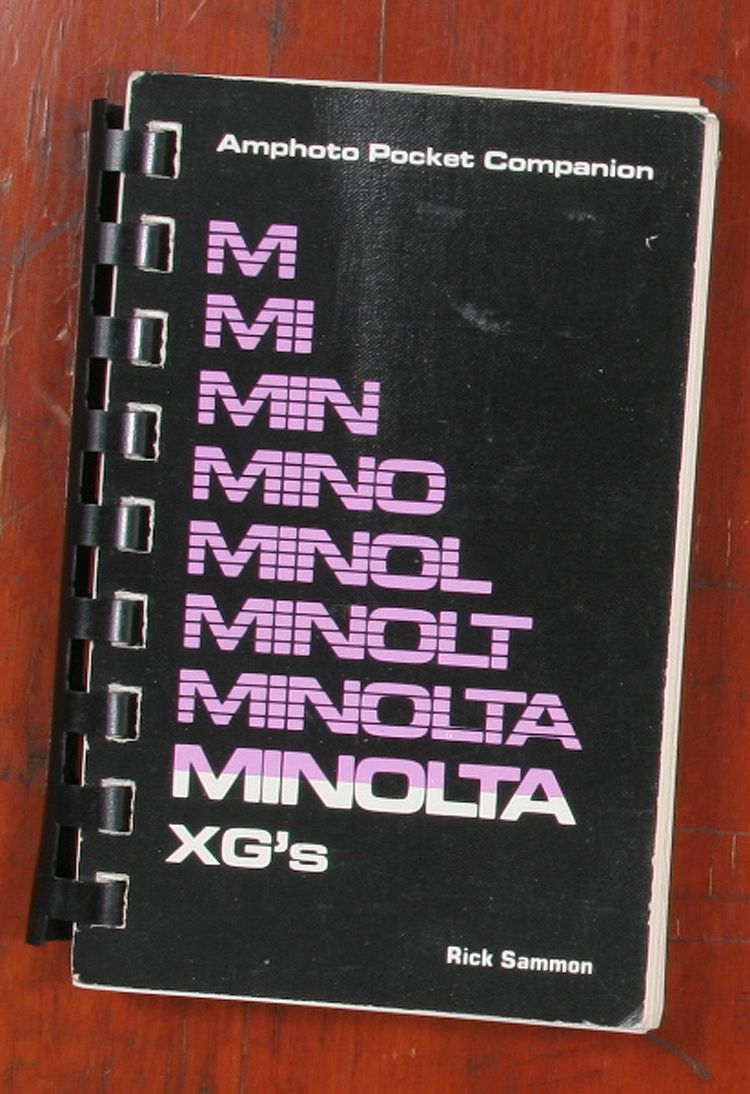 Amphoto Pocket Companion
M
MI
MIN
MINO
MINOL
MINOLT
MINOLTA
MINOLTA
XG's
Rick Sammon